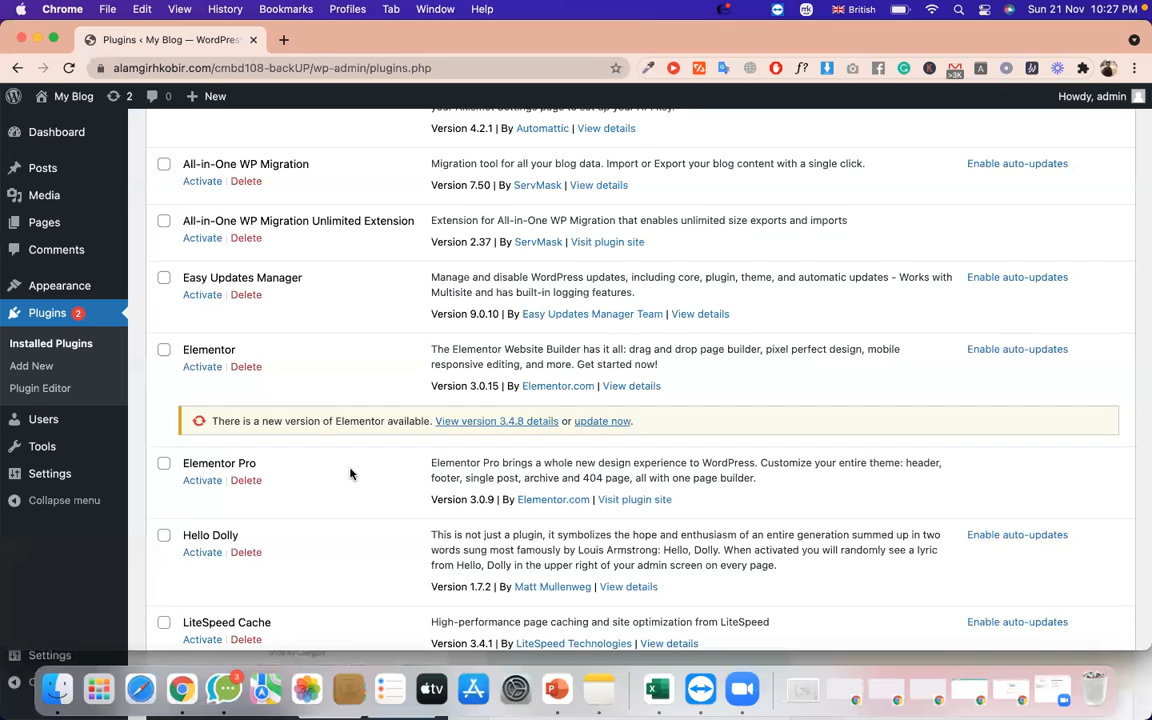 Chrome File Edit View History Bookmarks Profiles Tab Window Help British Sun 21 Nov 10:27 PM
Plugins ‹ My Blog — WordPres
alamgirhkobir.com/cmbd108-backUP/wp-admin/plugins.php
My Blog 2 0 New Howdy, admin
Dashboard
Posts
Media
Pages
Comments
Appearance
Plugins 2
Installed Plugins
Add New
Plugin Editor
Users
Tools
Settings
Collapse menu
Settings
Version 4.2.1 | By Automattic | View details
All-in-One WP Migration
Activate | Delete
Migration tool for all your blog data. Import or Export your blog content with a single click.
Version 7.50 | By ServMask | View details
Enable auto-updates
All-in-One WP Migration Unlimited Extension
Activate | Delete
Extension for All-in-One WP Migration that enables unlimited size exports and imports
Version 2.37 | By ServMask | Visit plugin site
Easy Updates Manager
Activate | Delete
Manage and disable WordPress updates, including core, plugin, theme, and automatic updates - Works with
Multisite and has built-in logging features.
Version 9.0.10 | By Easy Updates Manager Team | View details
Enable auto-updates
Elementor
Activate | Delete
The Elementor Website Builder has it all: drag and drop page builder, pixel perfect design, mobile
responsive editing, and more. Get started now!
Version 3.0.15 | By Elementor.com | View details
Enable auto-updates
There is a new version of Elementor available. View version 3.4.8 details or update now.
Elementor Pro
Activate | Delete
Elementor Pro brings a whole new design experience to WordPress. Customize your entire theme: header,
footer, single post, archive and 404 page, all with one page builder.
Version 3.0.9 | By Elementor.com | Visit plugin site
Hello Dolly
Activate | Delete
This is not just a plugin, it symbolizes the hope and enthusiasm of an entire generation summed up in two
words sung most famously by Louis Armstrong: Hello, Dolly. When activated you will randomly see a lyric
from Hello, Dolly in the upper right of your admin screen on every page.
Version 1.7.2 | By Matt Mullenweg | View details
Enable auto-updates
LiteSpeed Cache
Activate | Delete
High-performance page caching and site optimization from LiteSpeed
Version 3.4.1 | By LiteSpeed Technologies | View details
Enable auto-updates
3
tv